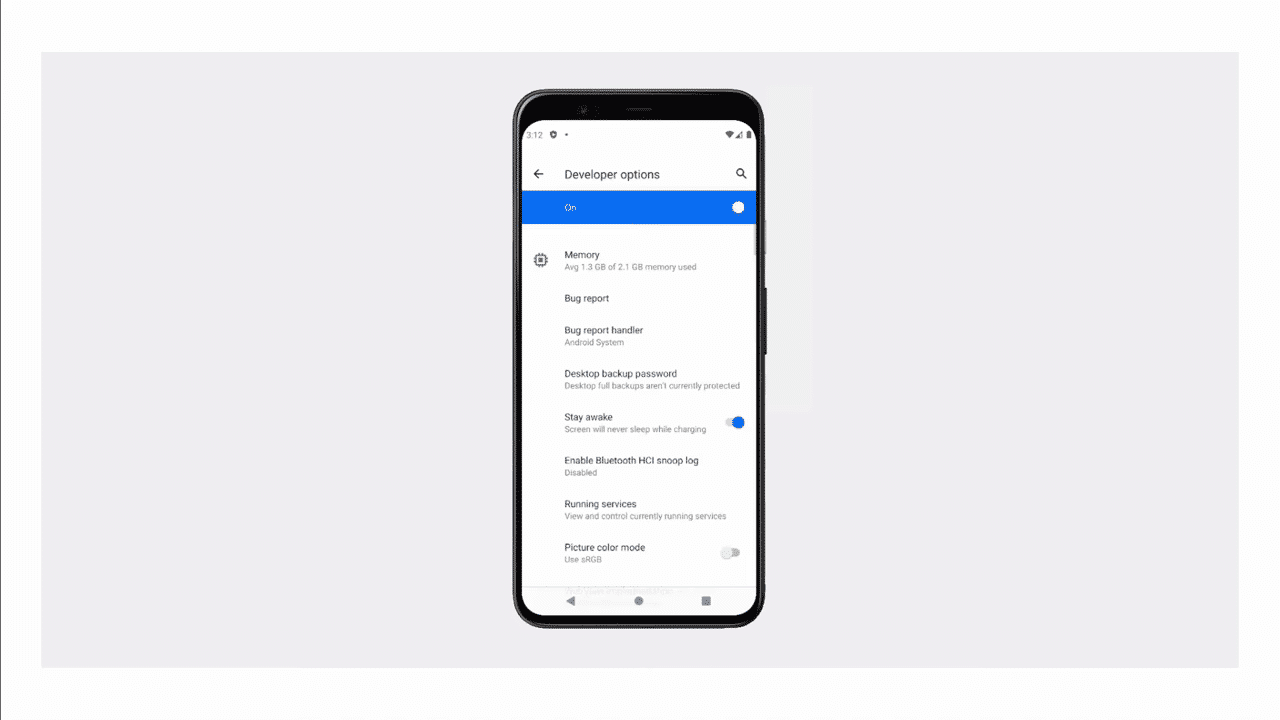 3:12
Developer options
On
Memory
Avg 1.3 GB of 2.1 GB memory used
Bug report
Bug report handler
Android System
Desktop backup password
Desktop full backups aren't currently protected
Stay awake
Screen will never sleep while charging
Enable Bluetooth HCI snoop log
Disabled
Running services
View and control currently running services
Picture color mode
Use sRGB